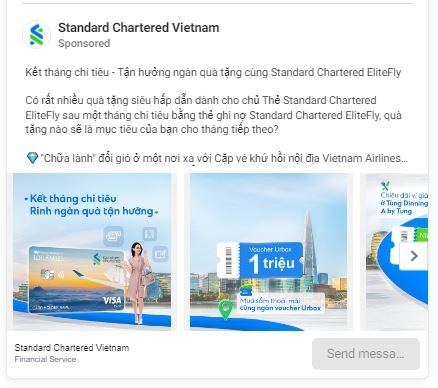 Standard Chartered Vietnam
Sponsored
Kết tháng chi tiêu - Tận hưởng ngàn quà tặng cùng Standard Chartered EliteFly
Có rất nhiều quà tặng siêu hấp dẫn dành cho chủ Thẻ Standard Chartered
EliteFly sau một tháng chi tiêu bằng thẻ ghi nợ Standard Chartered EliteFly, quà
tặng nào sẽ là mục tiêu của bạn cho tháng tiếp theo?
💎"Chữa lành" đổi gió ở một nơi xa với Cặp vé khứ hồi nội địa Vietnam Airlines...
Kết tháng chi tiêu
Rinh ngàn quà tận hưởng
VISA
Voucher Urbox
1 triệu
Mua sắm thoải mái
cùng ngàn voucher Urbox
Chiêu đãi vị giá
ở Tùng Dinning
A by Tung
Standard Chartered Vietnam
Financial Service
Send messa...